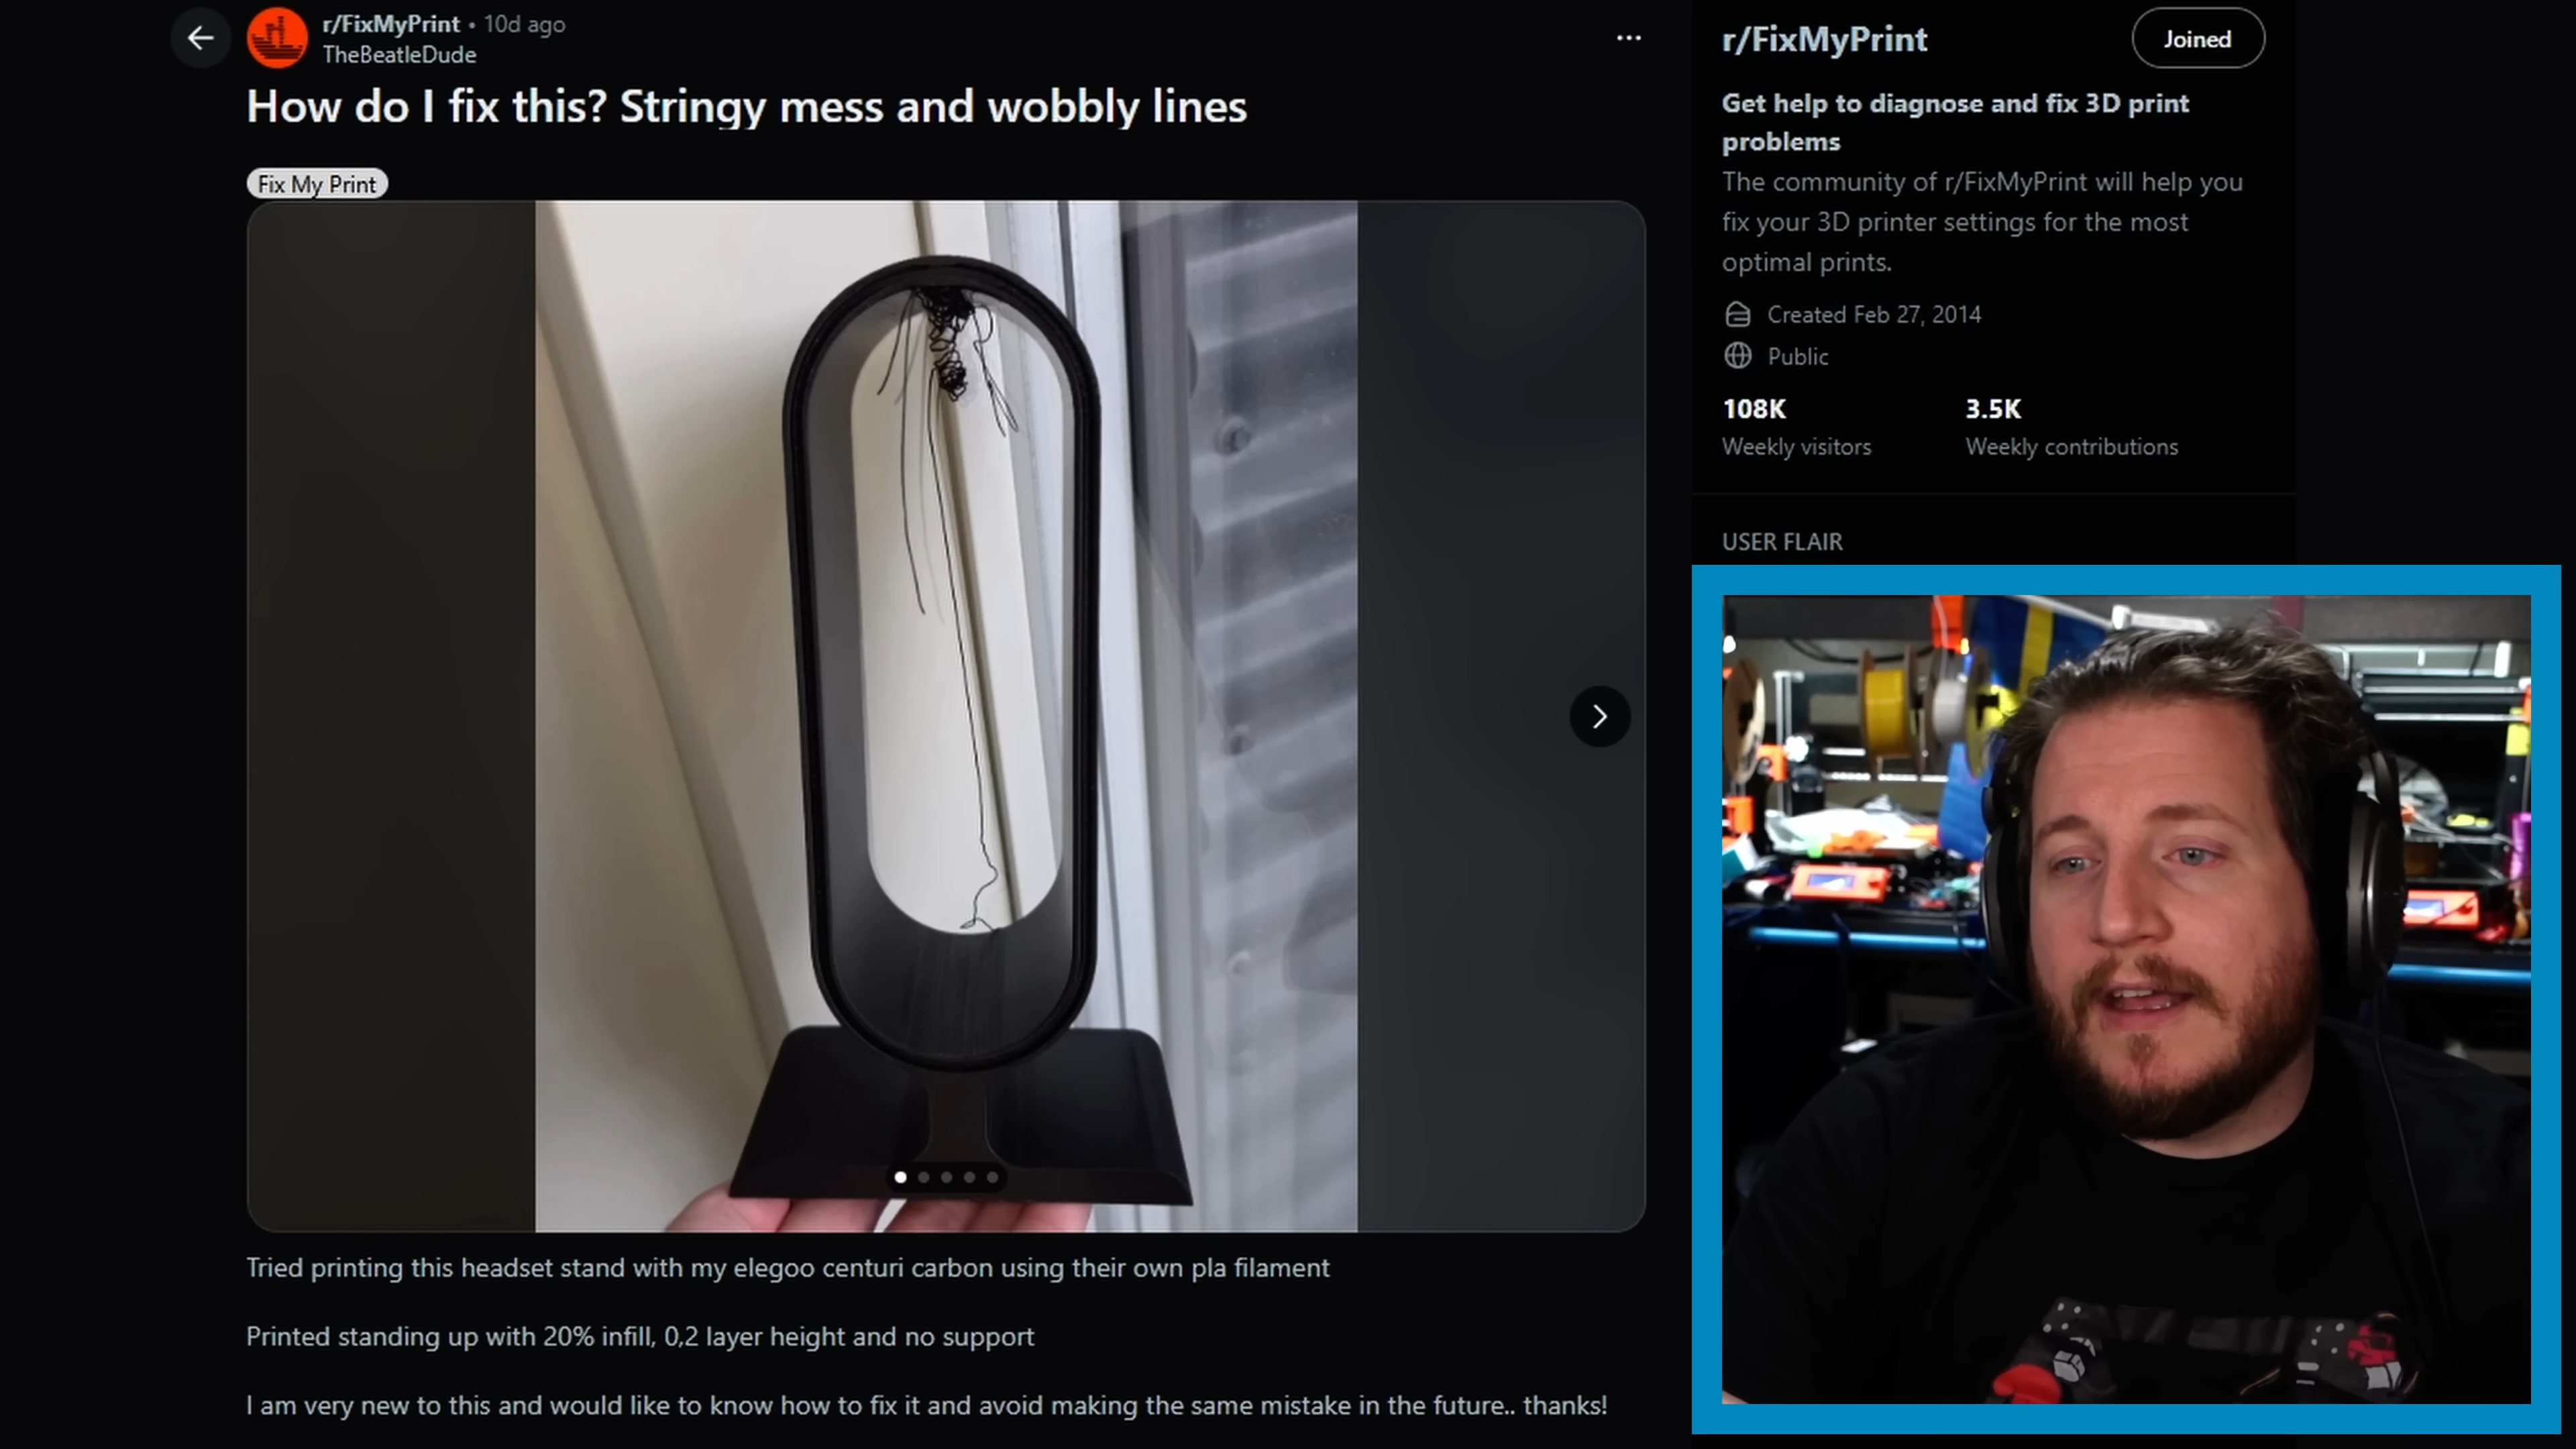 r/FixMyPrint • 10d ago
TheBeatleDude
How do I fix this? Stringy mess and wobbly lines
Fix My Print
Tried printing this headset stand with my elegoo centuri carbon using their own pla filament
Printed standing up with 20% infill, 0,2 layer height and no support
I am very new to this and would like to know how to fix it and avoid making the same mistake in the future.. thanks!
r/FixMyPrint
Joined
Get help to diagnose and fix 3D print
problems
The community of r/FixMyPrint will help you
fix your 3D printer settings for the most
optimal prints.
Created Feb 27, 2014
Public
108K 3.5K
Weekly visitors Weekly contributions
USER FLAIR